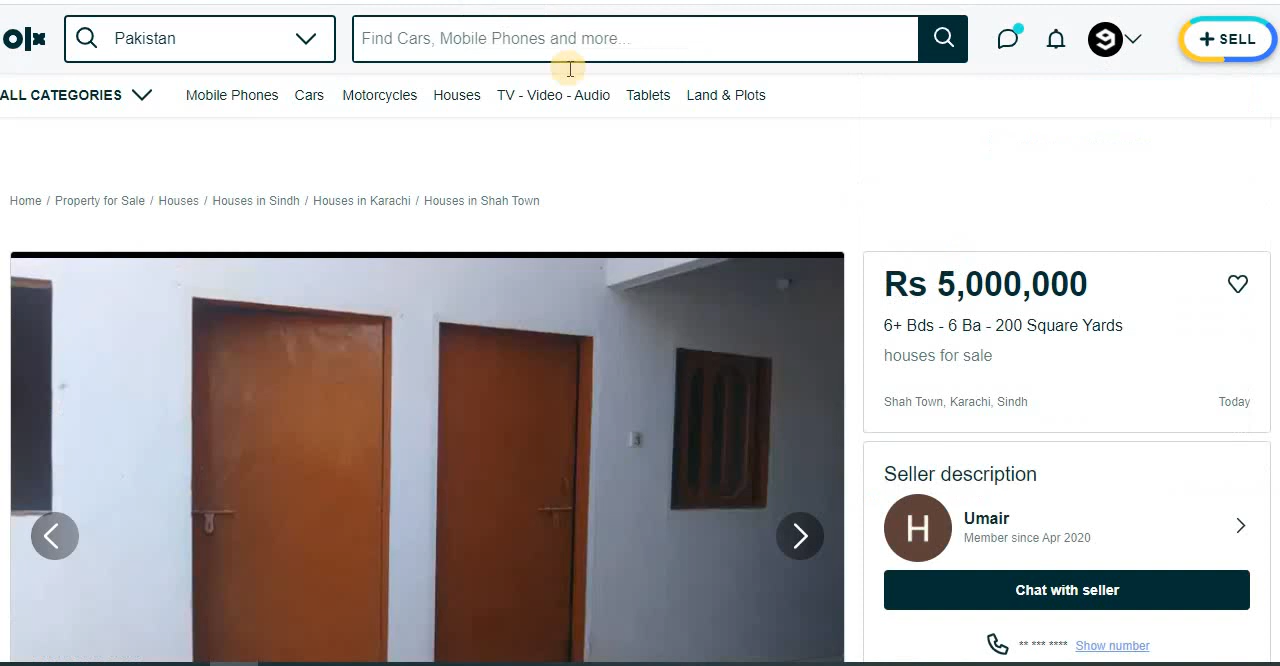 olx
Pakistan
Find Cars, Mobile Phones and more...
+ SELL
ALL CATEGORIES
Mobile Phones Cars Motorcycles Houses TV - Video - Audio Tablets Land & Plots
Home / Property for Sale / Houses / Houses in Sindh / Houses in Karachi / Houses in Shah Town
Rs 5,000,000
6+ Bds - 6 Ba - 200 Square Yards
houses for sale
Shah Town, Karachi, Sindh Today
Seller description
H
Umair
Member since Apr 2020
Chat with seller
** *** **** Show number